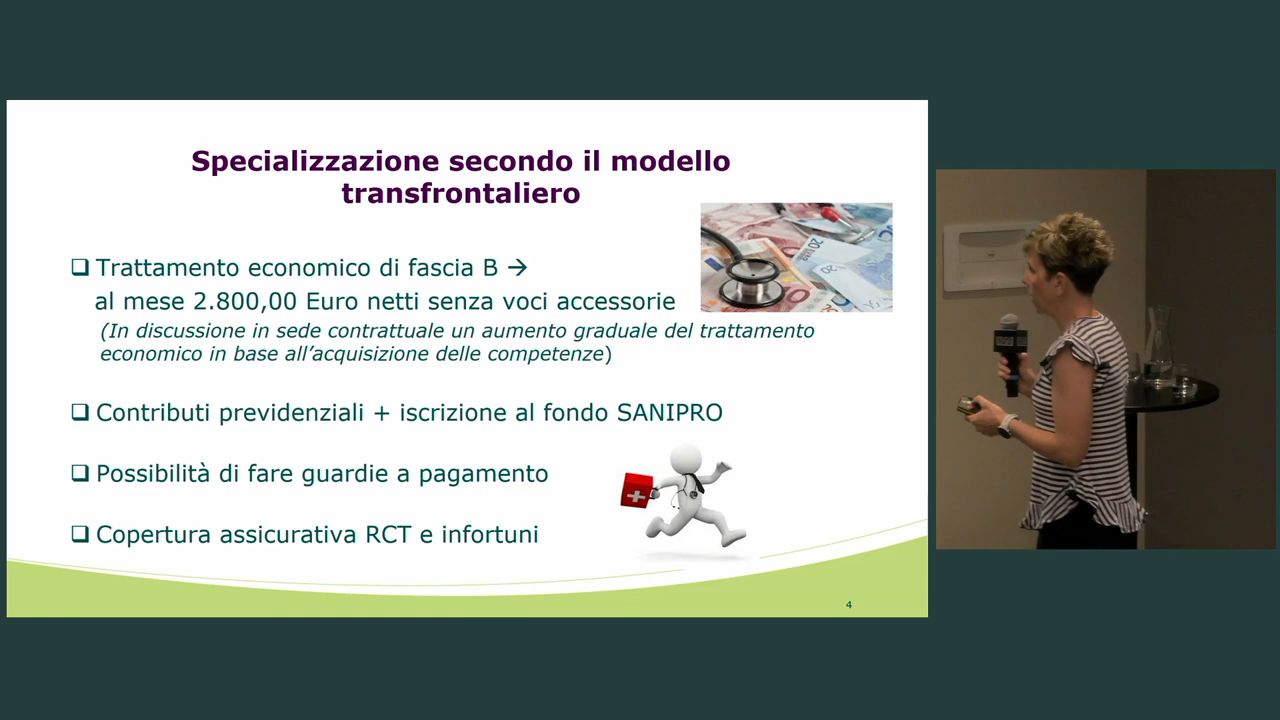 Specializzazione secondo il modello
transfrontaliero
Trattamento economico di fascia B →
al mese 2.800,00 Euro netti senza voci accessorie
(In discussione in sede contrattuale un aumento graduale del trattamento
economico in base all’acquisizione delle competenze)
Contributi previdenziali + iscrizione al fondo SANIPRO
Possibilità di fare guardie a pagamento
Copertura assicurativa RCT e infortuni
4